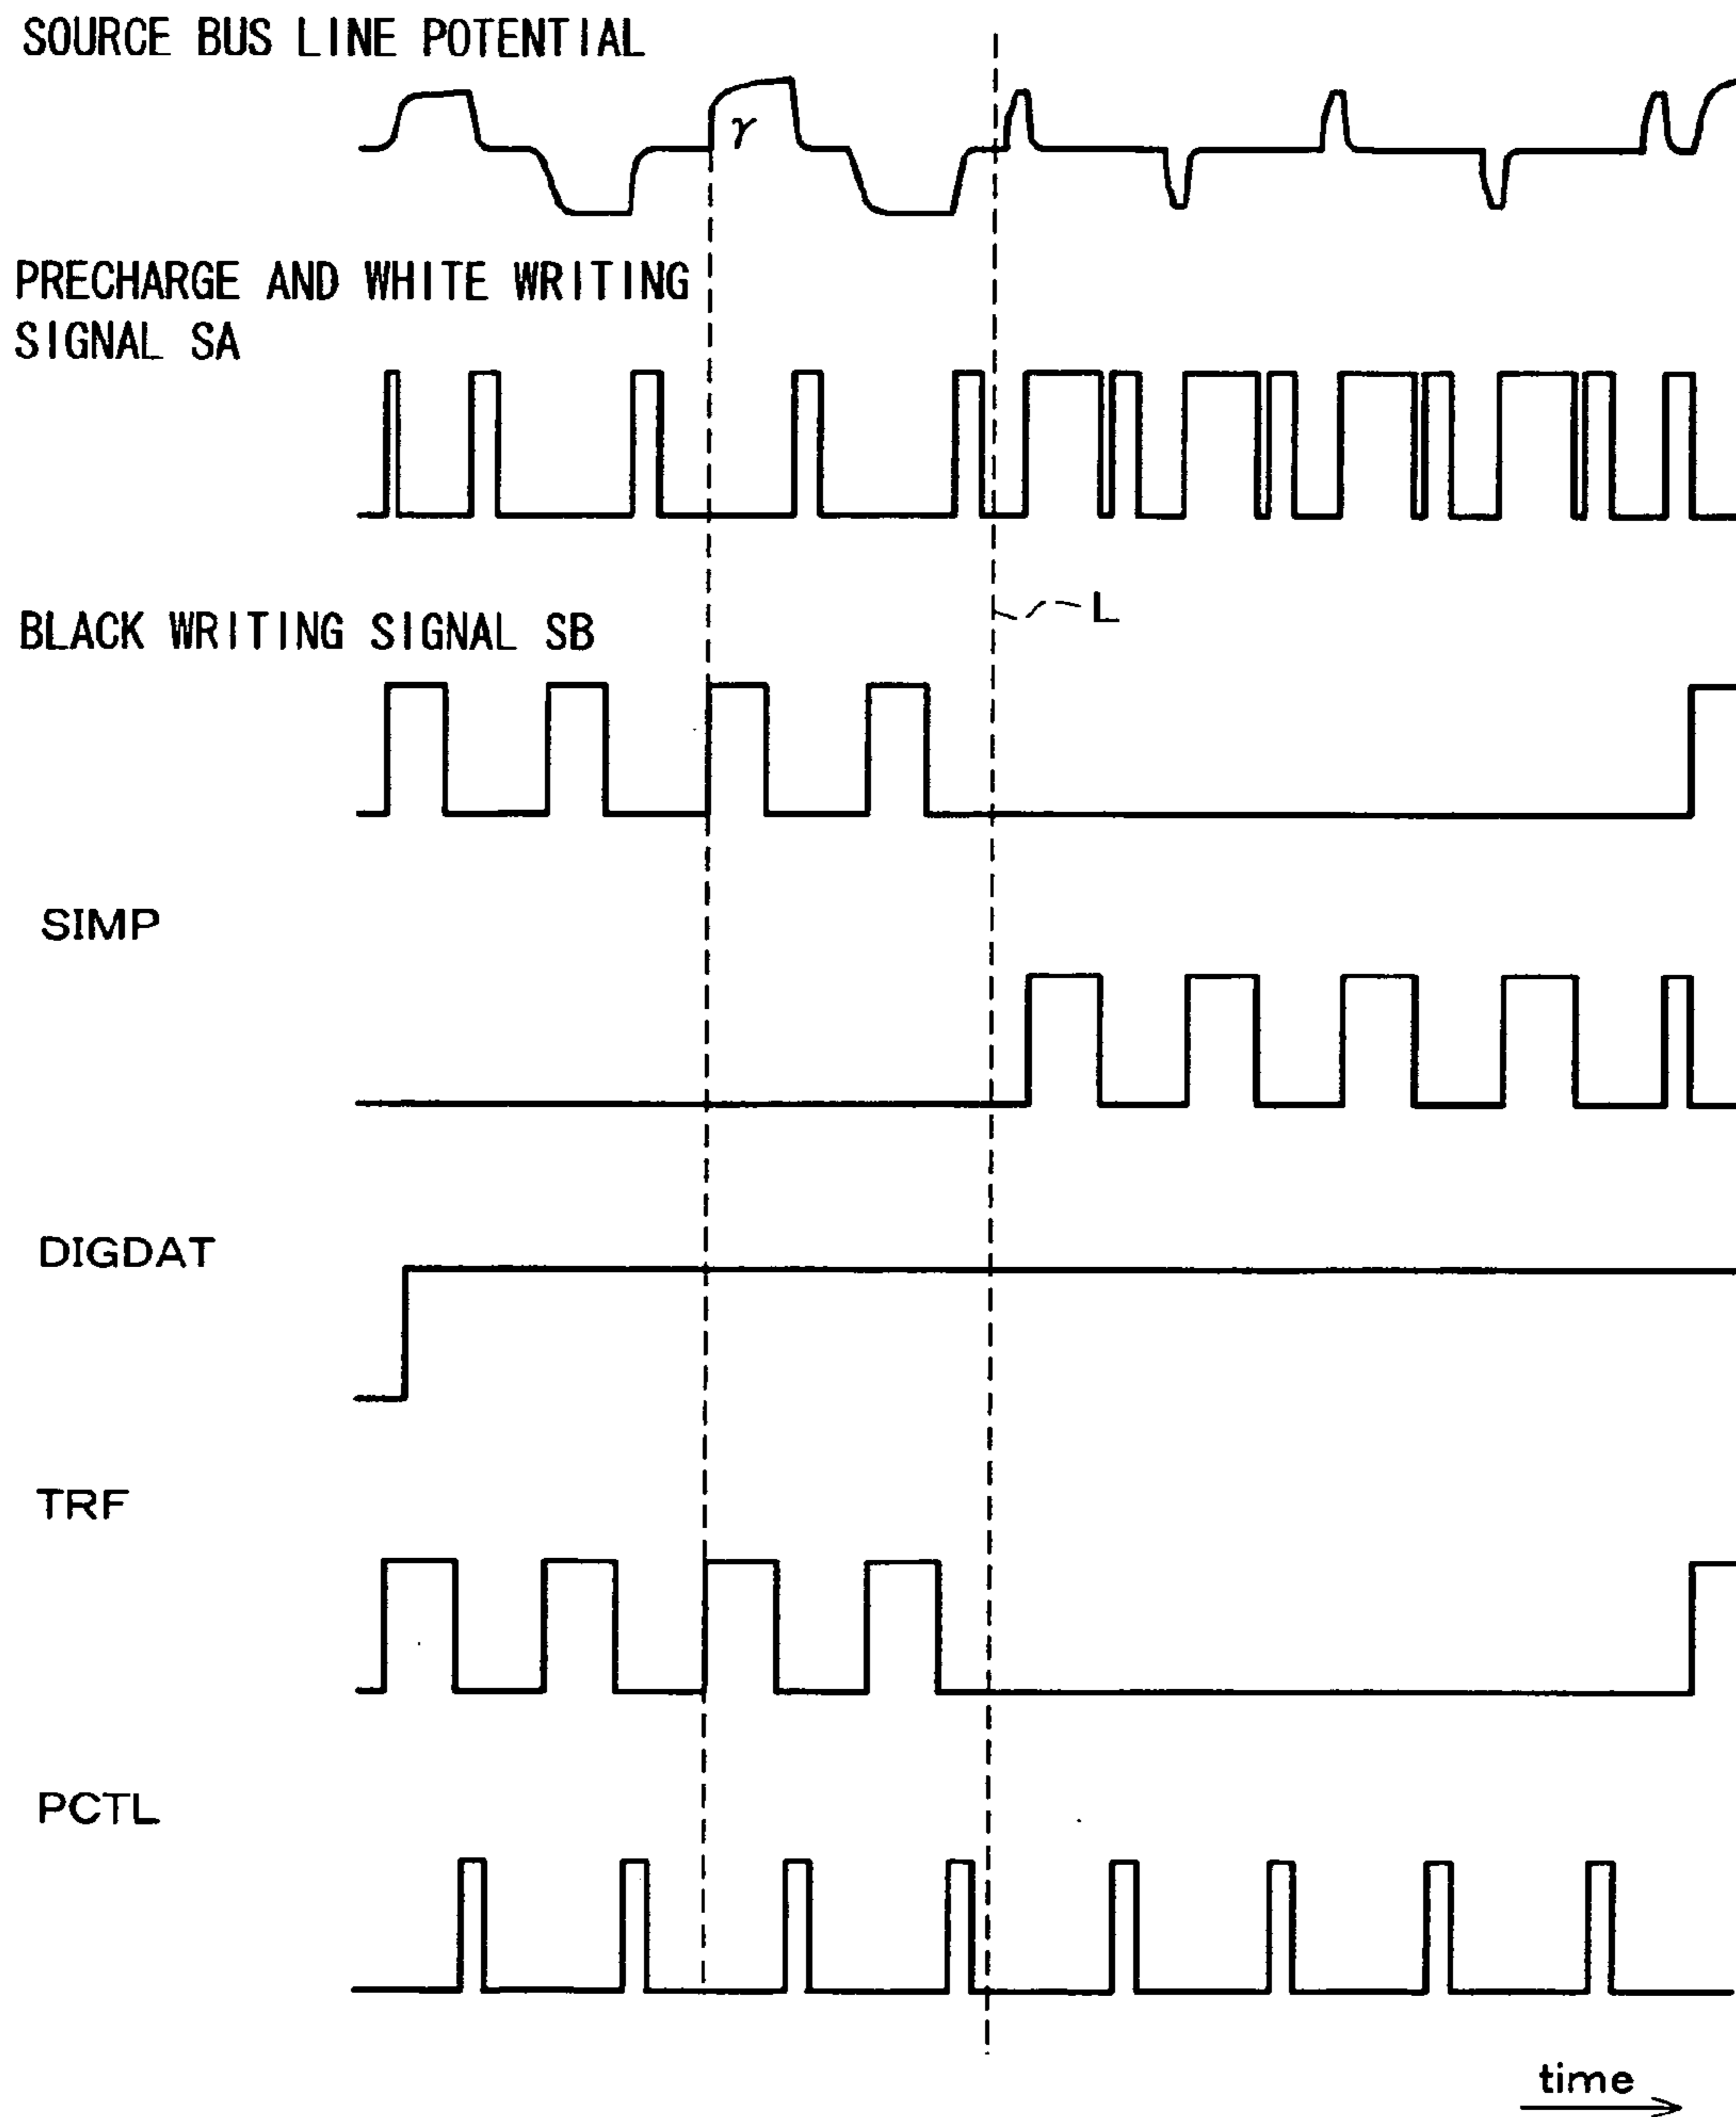 SOURCE BUS LINE POTENTIAL
γ
PRECHARGE AND WHITE WRITING
SIGNAL SA
L
BLACK WRITING SIGNAL SB
SIMP
DIGDAT
TRF
PCTL
time